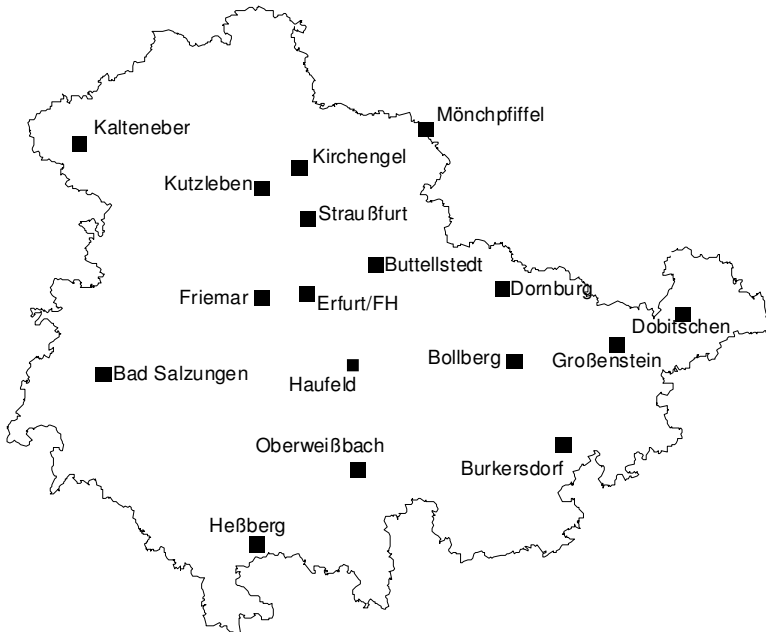 Mönchpfiffel
Kalteneber
Kirchengel
Kutzleben
Straußfurt
Buttellstedt
Dornburg
Friemar
Erfurt/FH
Dobitschen
Großenstein
Bollberg
Bad Salzungen
Haufeld
Oberweißbach
Burkersdorf
Heßberg